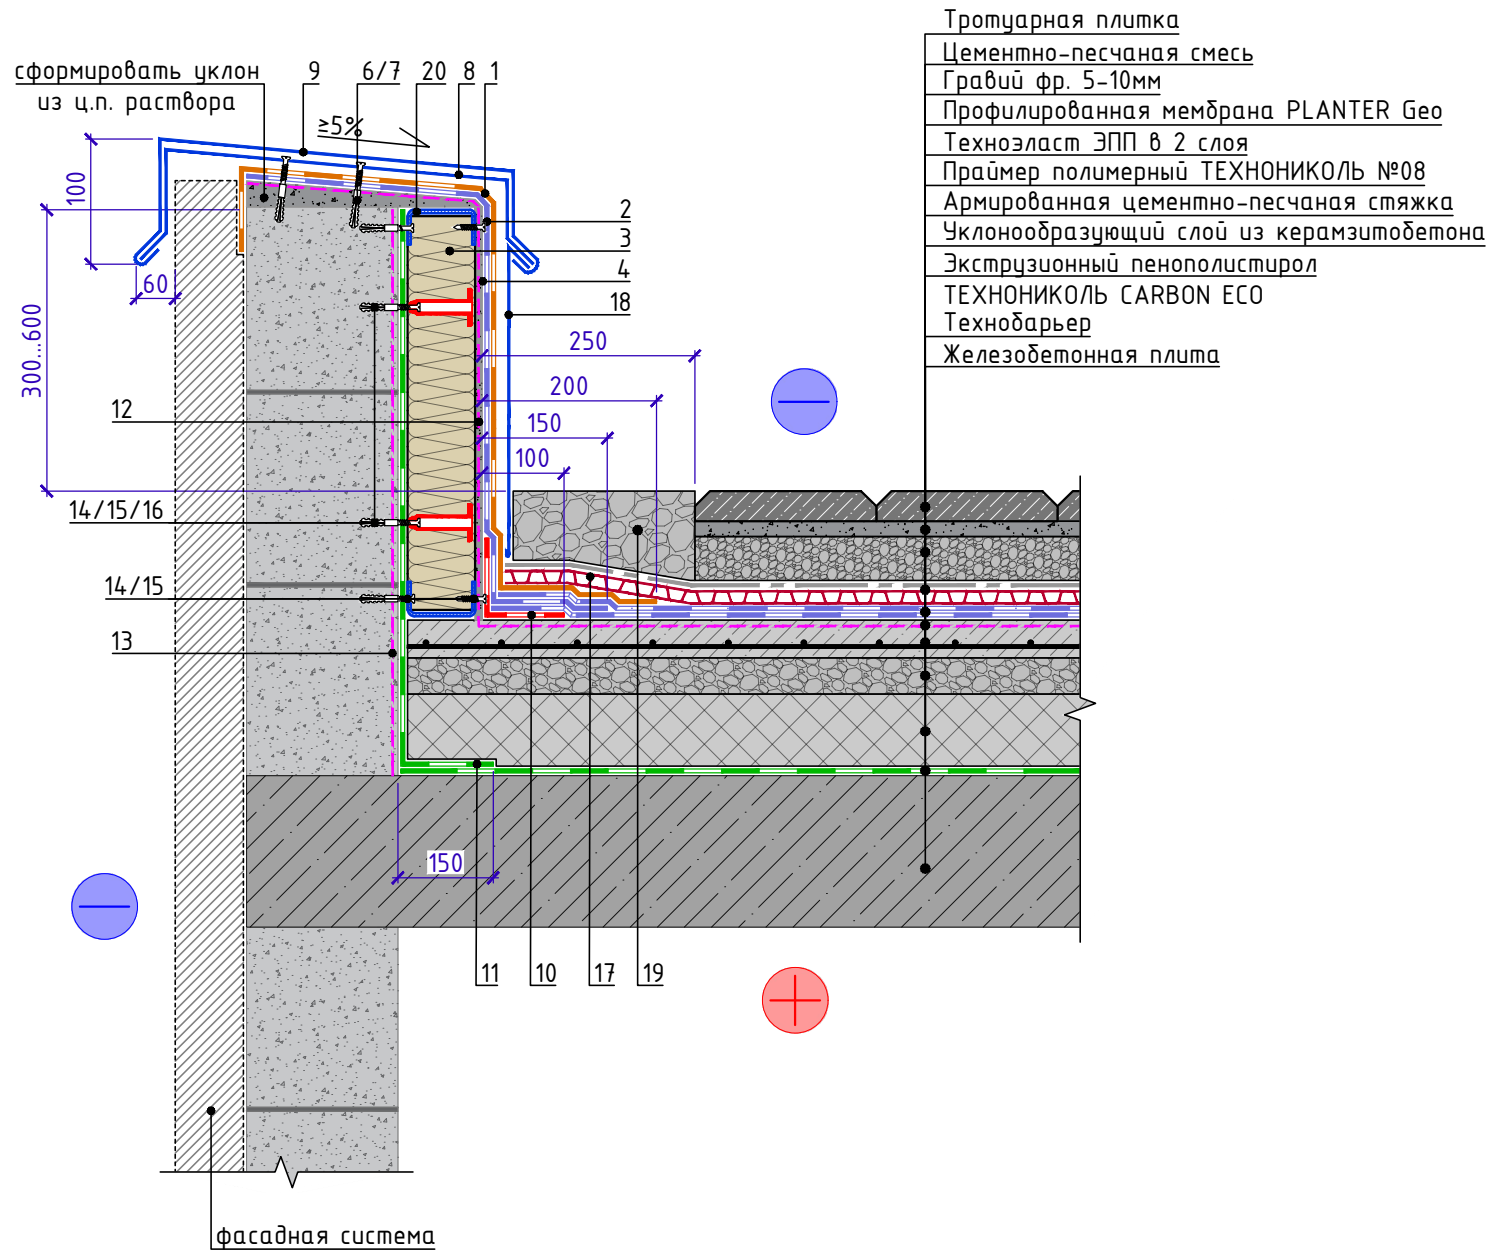 Тротуарная плитка
Цементно-песчаная смесь
Гравий фр. 5-10мм
Профилированная мембрана PLANTER Geo
Техноэласт ЭПП в 2 слоя
Праймер полимерный ТЕХНОНИКОЛЬ №08
Армированная цементно-песчаная стяжка
Уклонообразующий слой из керамзитобетона
Экструзионный пенополистирол
ТЕХНОНИКОЛЬ CARBON ECO
Технобарьер
Железобетонная плита
сформировать уклон
из ц.п. раствора
9
6/7
20
8
1
≥5%
100
60
300...600
2
3
4
18
250
200
150
100
12
14/15/16
14/15
13
150
11
10
17
19
фасадная система